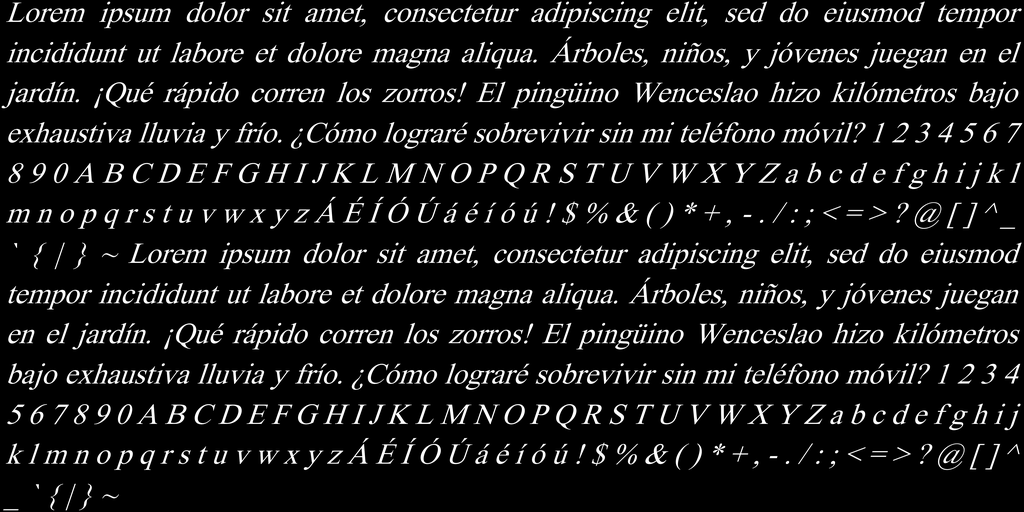 Lorem ipsum dolor sit amet, consectetur adipiscing elit, sed do eiusmod tempor
incididunt ut labore et dolore magna aliqua. Árboles, niños, y jóvenes juegan en el
jardín. ¡Qué rápido corren los zorros! El pingüino Wenceslao hizo kilómetros bajo
exhaustiva lluvia y frío. ¿Cómo lograré sobrevivir sin mi teléfono móvil? 1 2 3 4 5 6 7
8 9 0 A B C D E F G H I J K L M N O P Q R S T U V W X Y Z a b c d e f g h i j k l
m n o p q r s t u v w x y z Á É Í Ó Ú á é í ó ú ! $ % & ( ) * + , - . / : ; < = > ? @ [ ] ^ _
` { | } ~ Lorem ipsum dolor sit amet, consectetur adipiscing elit, sed do eiusmod
tempor incididunt ut labore et dolore magna aliqua. Árboles, niños, y jóvenes juegan
en el jardín. ¡Qué rápido corren los zorros! El pingüino Wenceslao hizo kilómetros
bajo exhaustiva lluvia y frío. ¿Cómo lograré sobrevivir sin mi teléfono móvil? 1 2 3 4
5 6 7 8 9 0 A B C D E F G H I J K L M N O P Q R S T U V W X Y Z a b c d e f g h i j
k l m n o p q r s t u v w x y z Á É Í Ó Ú á é í ó ú ! $ % & ( ) * + , - . / : ; < = > ? @ [ ] ^
_ ` { | } ~